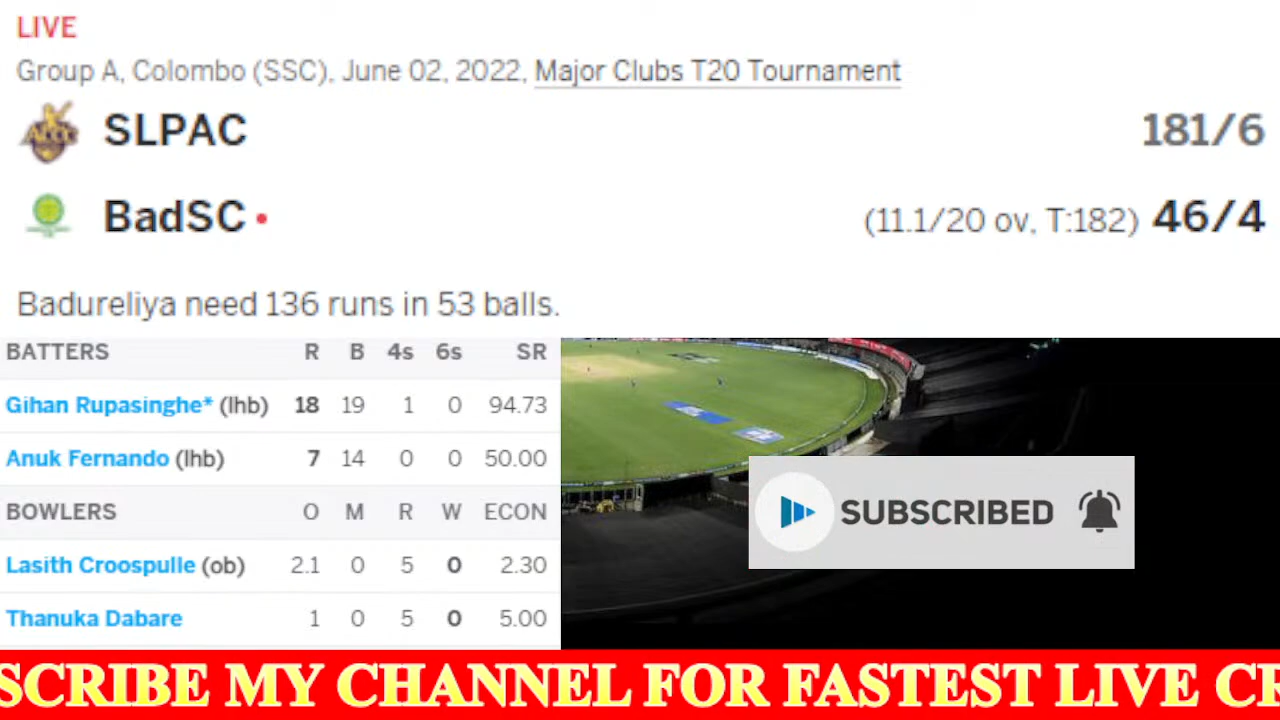 LIVE
Group A, Colombo (SSC), June 02, 2022, Major Clubs T20 Tournament
SLPAC 181/6
BadSC (11.1/20 ov, T:182) 46/4
Badureliya need 136 runs in 53 balls.
BATTERS R B 4s 6s SR
Gihan Rupasinghe* (lhb) 18 19 1 0 94.73
Anuk Fernando (lhb) 7 14 0 0 50.00
BOWLERS O M R W ECON
Lasith Croospulle (ob) 2.1 0 5 0 2.30
Thanuka Dabare 1 0 5 0 5.00
SUBSCRIBED
SCRIBE MY CHANNEL FOR FASTEST LIVE CR